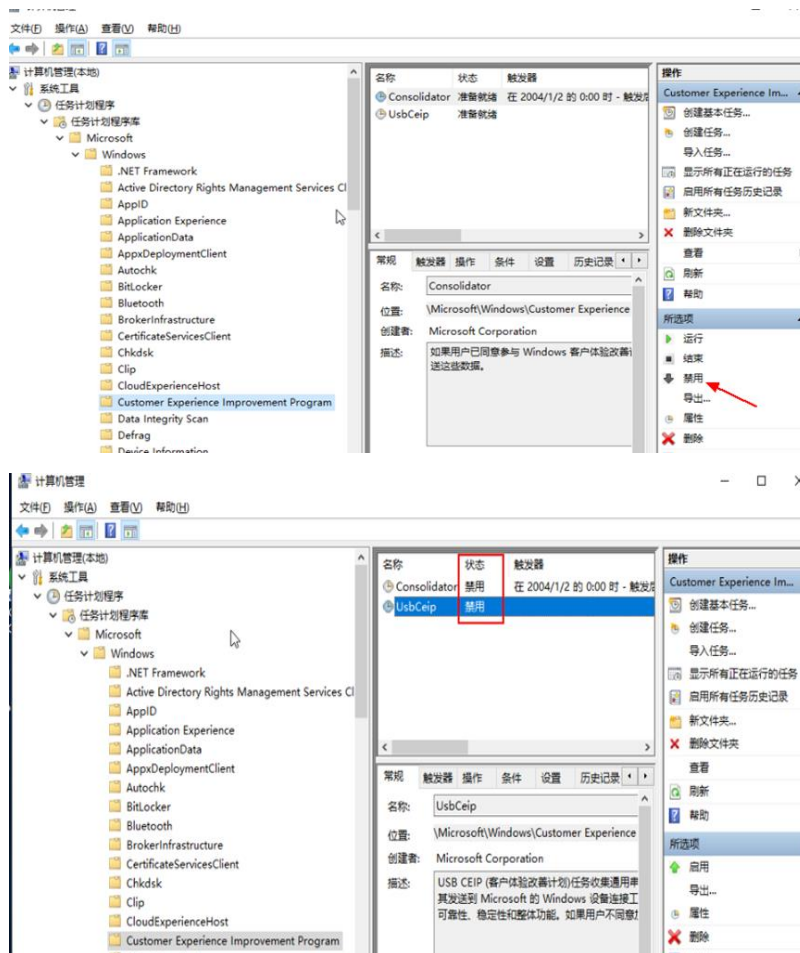 文件(F) 操作(A) 查看(V) 帮助(H)
计算机管理(本地)
系统工具
任务计划程序
任务计划程序库
Microsoft
Windows
.NET Framework
Active Directory Rights Management Services Cl
AppID
Application Experience
ApplicationData
AppxDeploymentClient
Autochk
BitLocker
Bluetooth
BrokerInfrastructure
CertificateServicesClient
Chkdsk
Clip
CloudExperienceHost
Customer Experience Improvement Program
Data Integrity Scan
Defrag
Device Information
名称 状态 触发器
Consolidator 准备就绪 在 2004/1/2 的 0:00 时 - 触发后
UsbCeip 准备就绪
常规 触发器 操作 条件 设置 历史记录
名称: Consolidator
位置: \Microsoft\Windows\Customer Experience
创建者: Microsoft Corporation
描述: 如果用户已同意参与 Windows 客户体验改善计
送这些数据。
操作
Customer Experience Im...
创建基本任务...
创建任务...
导入任务...
显示所有正在运行的任务
启用所有任务历史记录
新文件夹...
删除文件夹
查看
刷新
帮助
所选项
运行
结束
禁用
导出...
属性
删除
计算机管理
文件(F) 操作(A) 查看(V) 帮助(H)
计算机管理(本地)
系统工具
任务计划程序
任务计划程序库
Microsoft
Windows
.NET Framework
Active Directory Rights Management Services Cl
AppID
Application Experience
ApplicationData
AppxDeploymentClient
Autochk
BitLocker
Bluetooth
BrokerInfrastructure
CertificateServicesClient
Chkdsk
Clip
CloudExperienceHost
Customer Experience Improvement Program
名称 状态 触发器
Consolidator 禁用 在 2004/1/2 的 0:00 时 - 触发后
UsbCeip 禁用
常规 触发器 操作 条件 设置 历史记录
名称: UsbCeip
位置: \Microsoft\Windows\Customer Experience
创建者: Microsoft Corporation
描述: USB CEIP (客户体验改善计划)任务收集通用串
其发送到 Microsoft 的 Windows 设备连接工
可靠性、稳定性和整体功能。如果用户不同意
操作
Customer Experience Im...
创建基本任务...
创建任务...
导入任务...
显示所有正在运行的任务
启用所有任务历史记录
新文件夹...
删除文件夹
查看
刷新
帮助
所选项
启用
导出...
属性
删除